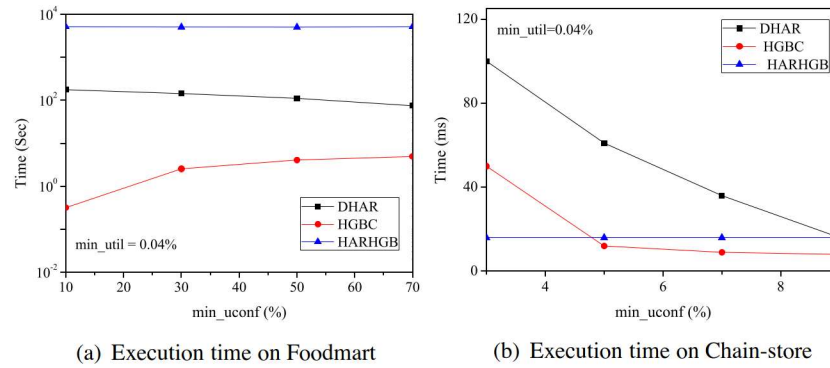 10^4
10^2
10^0
10^-2
Time (Sec)
DHAR
HGBC
HARHGB
min_util = 0.04%
10 20 30 40 50 60 70
min_uconf (%)
(a) Execution time on Foodmart
120
80
40
0
Time (ms)
min_util=0.04%
DHAR
HGBC
HARHGB
4 6 8
min_uconf (%)
(b) Execution time on Chain-store